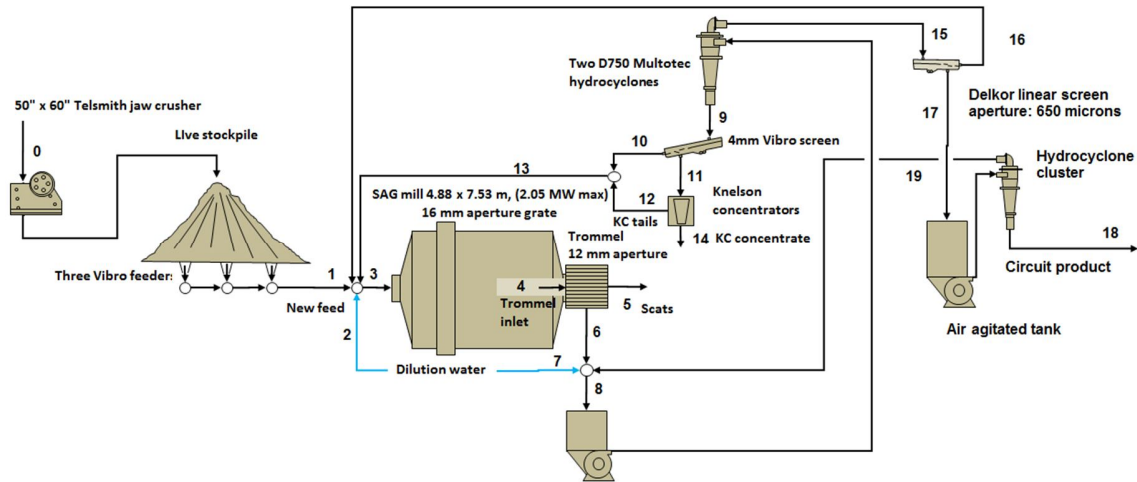 50" x 60" Telsmith jaw crusher
0
LIve stockpile
Three Vibro feeders
1
New feed
2
3
13
SAG mill 4.88 x 7.53 m, (2.05 MW max)
16 mm aperture grate
4
Trommel
inlet
Trommel
12 mm aperture
5
Scats
6
7
Dilution water
8
Two D750 Multotec
hydrocyclones
9
4mm Vibro screen
10
11
12
Knelson
concentrators
KC tails
14
KC concentrate
15
16
17
Delkor linear screen
aperture: 650 microns
19
Hydrocyclone
cluster
18
Circuit product
Air agitated tank